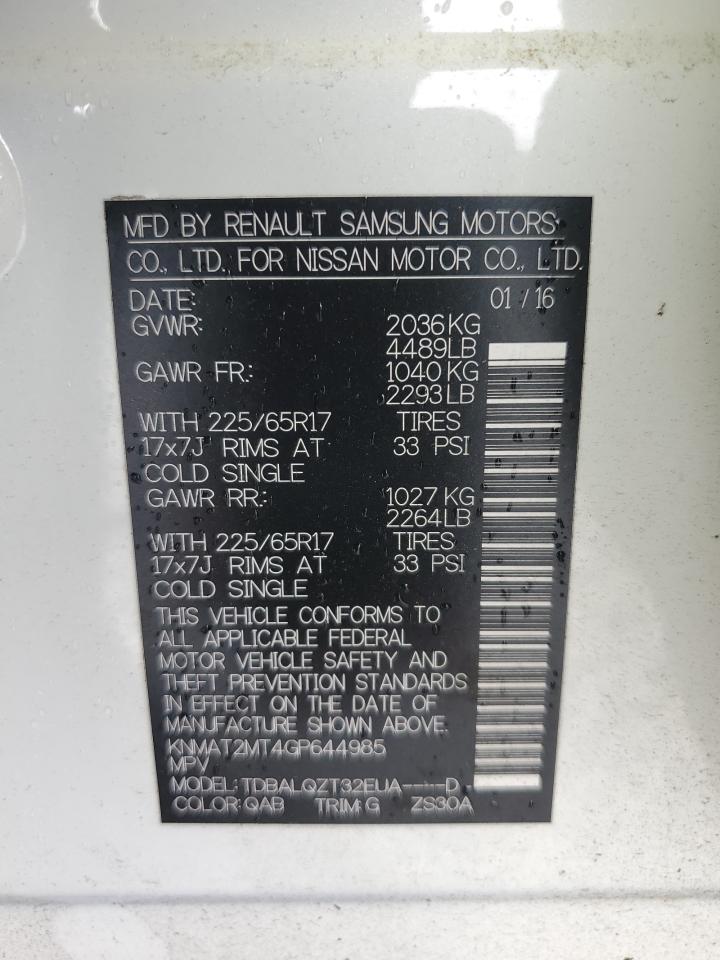 MFD BY RENAULT SAMSUNG MOTORS
CO., LTD. FOR NISSAN MOTOR CO., LTD.
DATE: 01 / 16
GVWR: 2036 KG
4489LB
GAWR FR.: 1040 KG
2293 LB
WITH 225/65R17 TIRES
17x7J RIMS AT 33 PSI
COLD SINGLE
GAWR RR.: 1027 KG
2264 LB
WITH 225/65R17 TIRES
17x7J RIMS AT 33 PSI
COLD SINGLE
THIS VEHICLE CONFORMS TO
ALL APPLICABLE FEDERAL
MOTOR VEHICLE SAFETY AND
THEFT PREVENTION STANDARDS
IN EFFECT ON THE DATE OF
MANUFACTURE SHOWN ABOVE.
KNMAT2MT4GP644985
MPV
MODEL: TDBALQZT32EUA----D
COLOR: QAB TRIM: G ZS30A